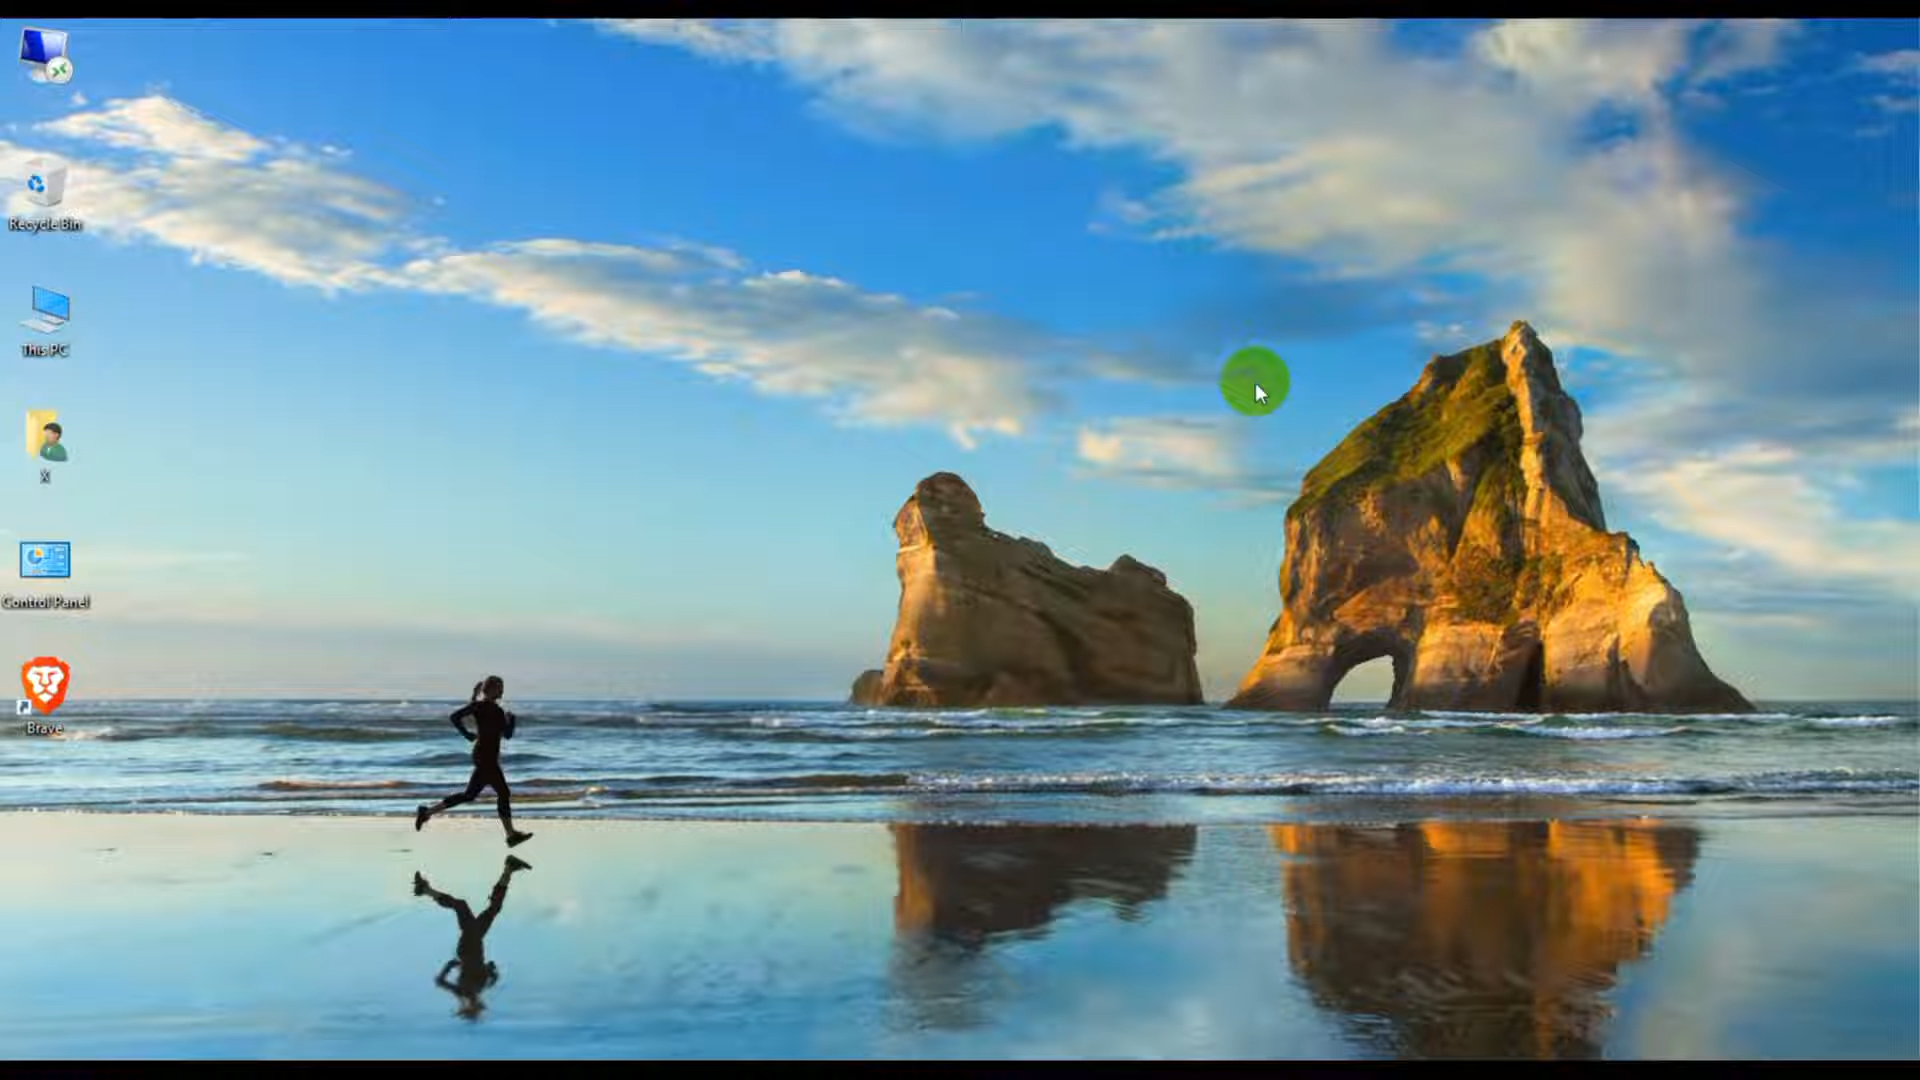 Recycle Bin
This PC
X
Control Panel
Brave